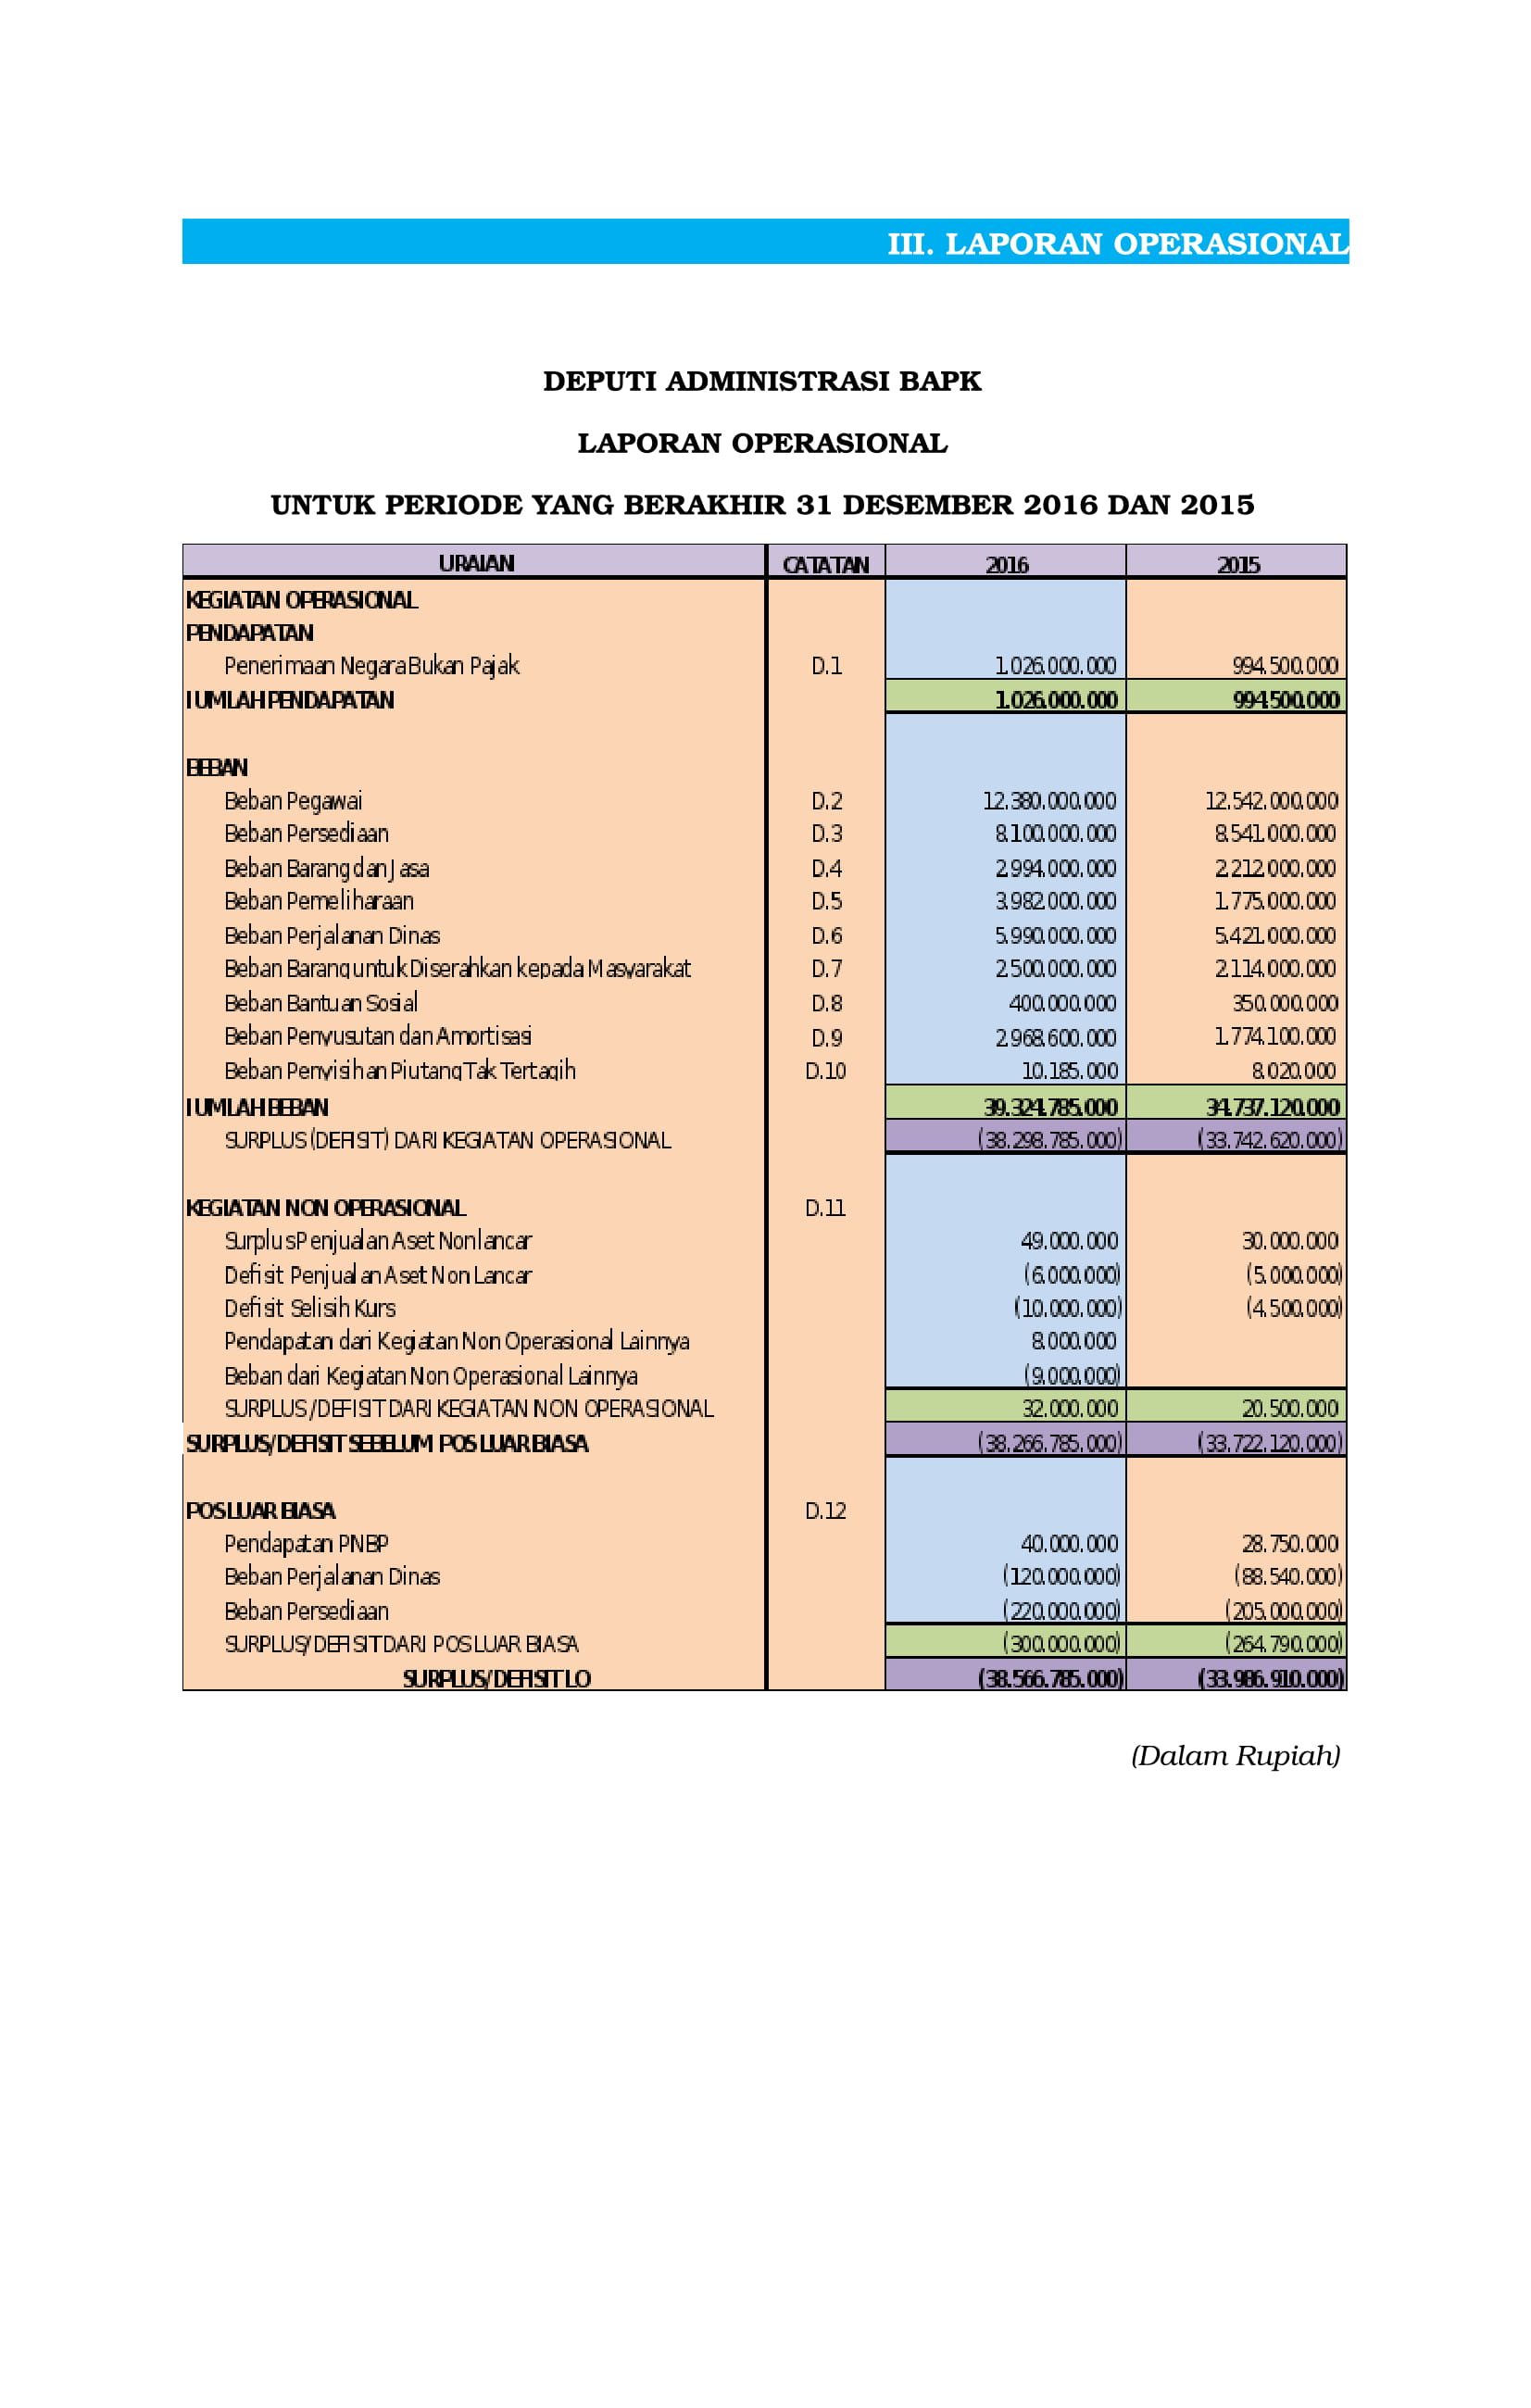 III. LAPORAN OPERASIONAL
DEPUTI ADMINISTRASI BAPK
LAPORAN OPERASIONAL
UNTUK PERIODE YANG BERAKHIR 31 DESEMBER 2016 DAN 2015
URAIAN CATATAN 2016 2015
KEGIATAN OPERASIONAL
PENDAPATAN
Penerimaan Negara Bukan Pajak D.1 1.026.000.000 994.500.000
JUMLAH PENDAPATAN 1.026.000.000 994.500.000
BEBAN
Beban Pegawai D.2 12.380.000.000 12.542.000.000
Beban Persediaan D.3 8.100.000.000 8.541.000.000
Beban Barang dan Jasa D.4 2.994.000.000 2.212.000.000
Beban Pemeliharaan D.5 3.982.000.000 1.775.000.000
Beban Perjalanan Dinas D.6 5.990.000.000 5.421.000.000
Beban Barang untuk Diserahkan kepada Masyarakat D.7 2.500.000.000 2.114.000.000
Beban Bantuan Sosial D.8 400.000.000 350.000.000
Beban Penyusutan dan Amortisasi D.9 2.968.600.000 1.774.100.000
Beban Penyisihan Piutang Tak Tertagih D.10 10.185.000 8.020.000
JUMLAH BEBAN 39.324.785.000 34.737.120.000
SURPLUS (DEFISIT) DARI KEGIATAN OPERASIONAL (38.298.785.000) (33.742.620.000)
KEGIATAN NON OPERASIONAL D.11
Surplus Penjualan Aset Nonlancar 49.000.000 30.000.000
Defisit Penjualan Aset Non Lancar (6.000.000) (5.000.000)
Defisit Selisih Kurs (10.000.000) (4.500.000)
Pendapatan dari Kegiatan Non Operasional Lainnya 8.000.000
Beban dari Kegiatan Non Operasional Lainnya (9.000.000)
SURPLUS /DEFISIT DARI KEGIATAN NON OPERASIONAL 32.000.000 20.500.000
SURPLUS/DEFISIT SEBELUM POS LUAR BIASA (38.266.785.000) (33.722.120.000)
POS LUAR BIASA D.12
Pendapatan PNBP 40.000.000 28.750.000
Beban Perjalanan Dinas (120.000.000) (88.540.000)
Beban Persediaan (220.000.000) (205.000.000)
SURPLUS/DEFISIT DARI POS LUAR BIASA (300.000.000) (264.790.000)
SURPLUS/DEFISIT LO (38.566.785.000) (33.986.910.000)
(Dalam Rupiah)